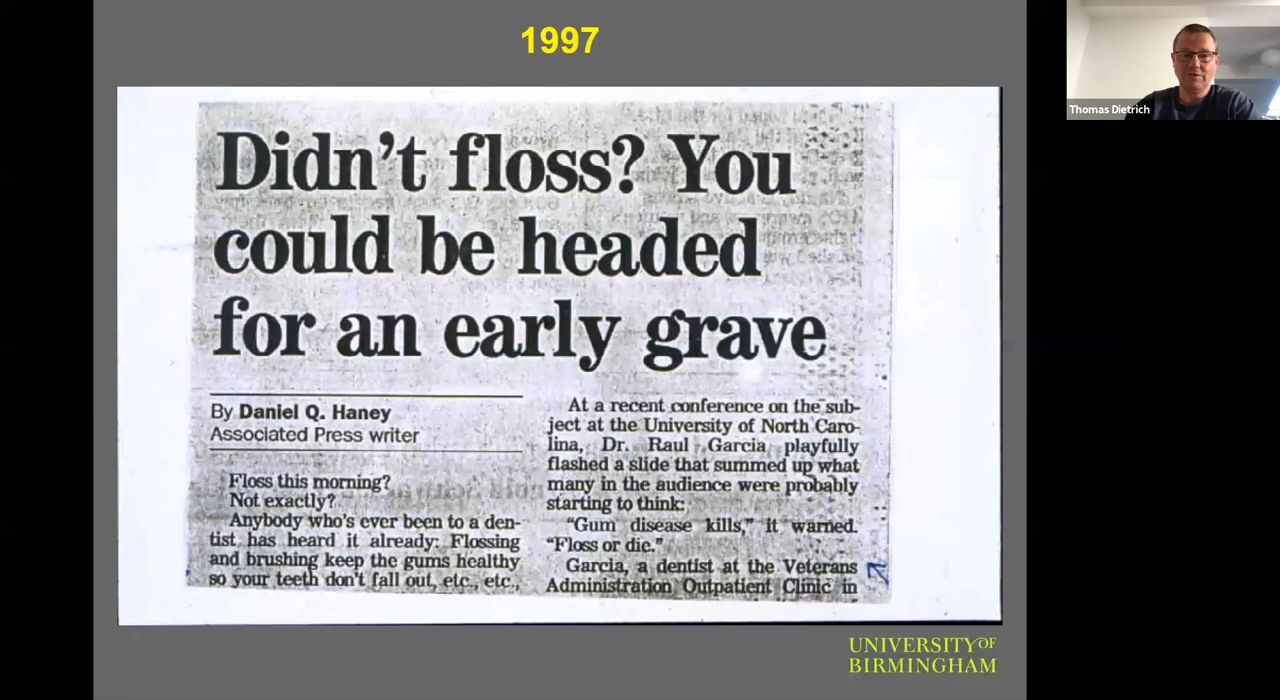 1997
Thomas Dietrich
Didn't floss? You
could be headed
for an early grave
By Daniel Q. Haney
Associated Press writer
Floss this morning?
Not exactly?
Anybody who's ever been to a den-
tist has heard it already: Flossing
and brushing keep the gums healthy
so your teeth don't fall out, etc., etc.,
At a recent conference on the sub-
ject at the University of North Caro-
lina, Dr. Raul Garcia playfully
flashed a slide that summed up what
many in the audience were probably
starting to think:
"Gum disease kills," it warned.
"Floss or die."
Garcia, a dentist at the Veterans
Administration Outpatient Clinic in
UNIVERSITY OF
BIRMINGHAM